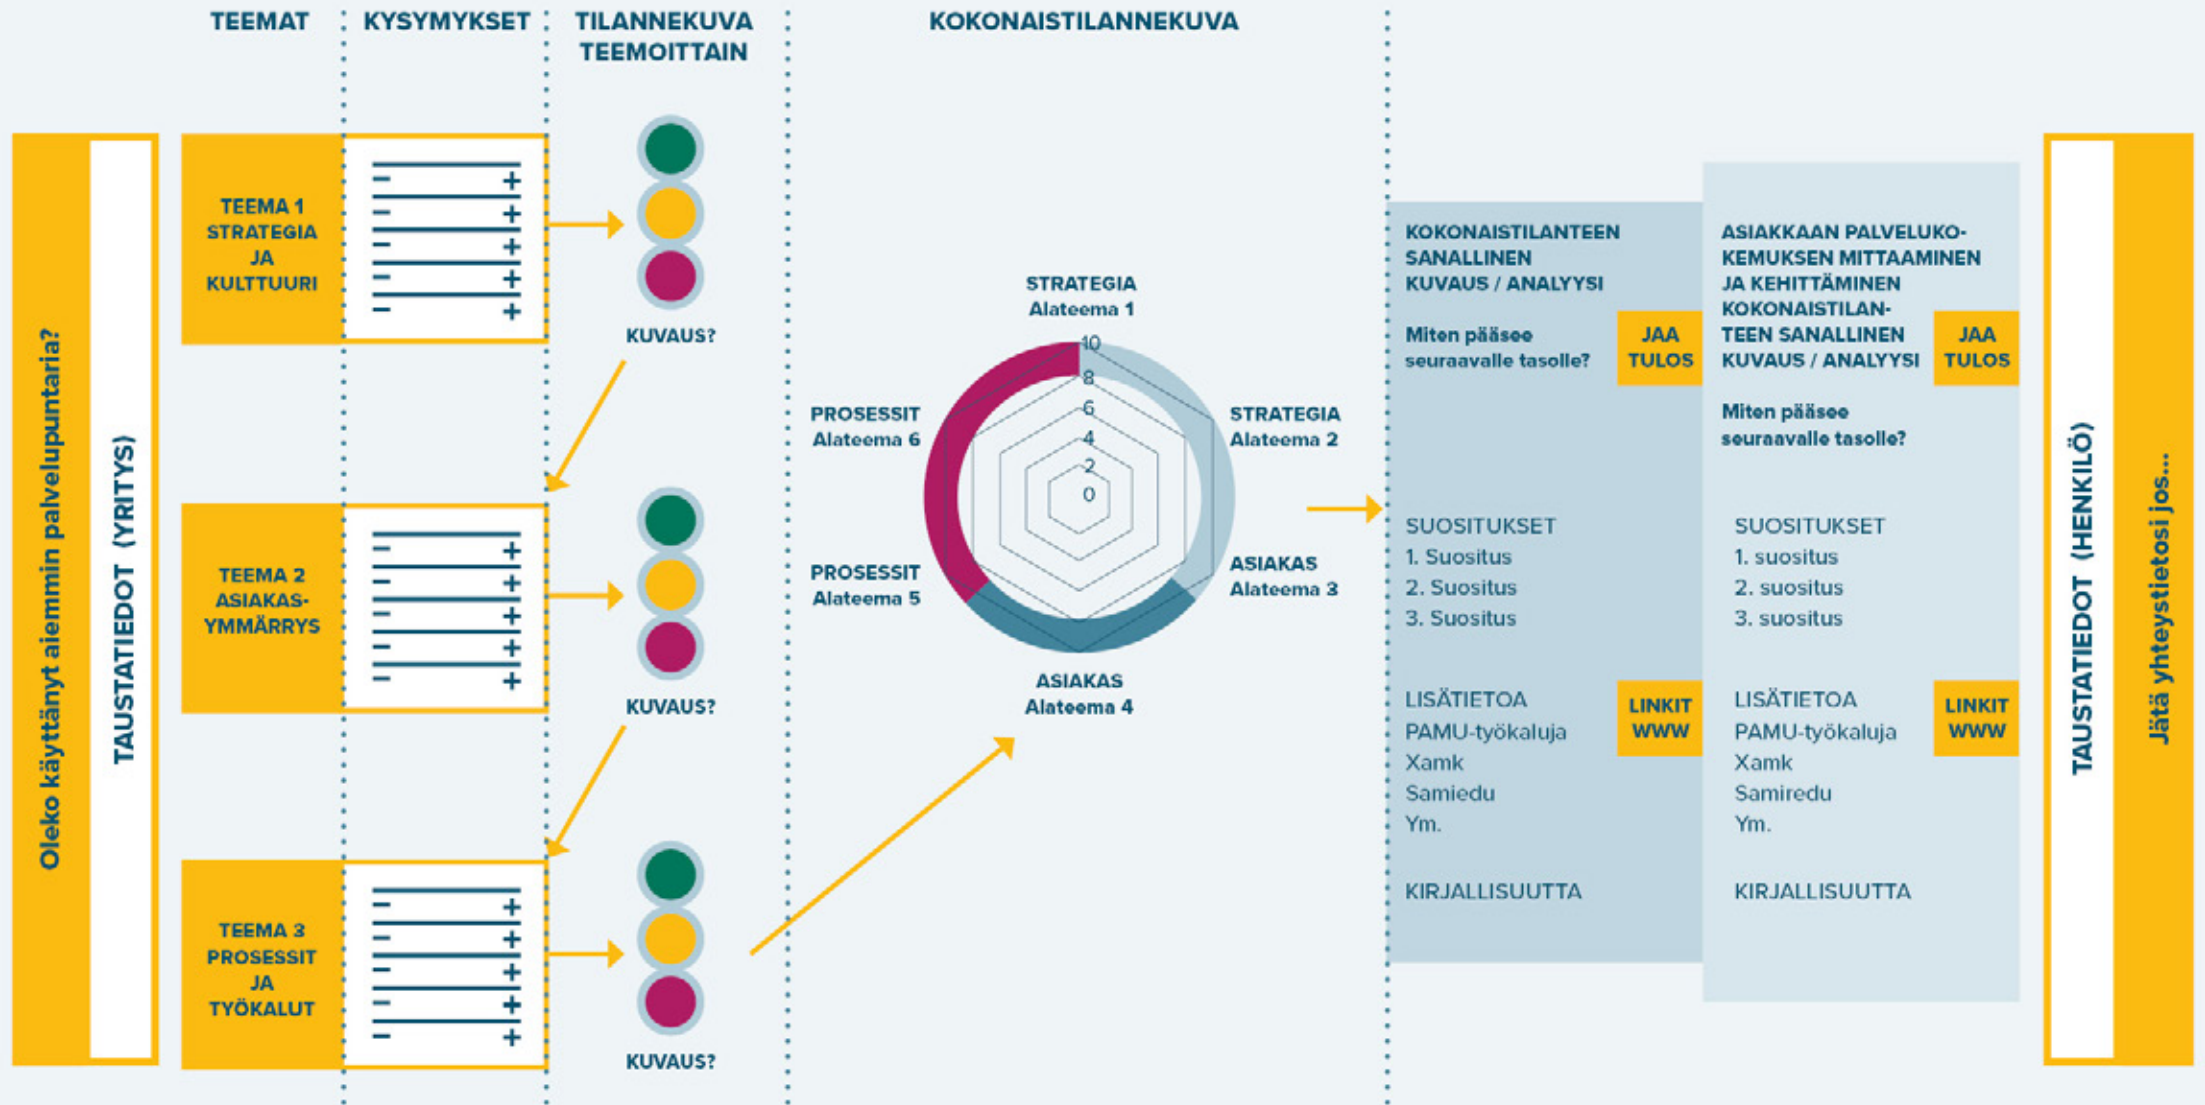 TEEMAT
KYSYMYKSET
TILANNEKUVA
TEEMOITTAIN
KOKONAISTILANNEKUVA
Oleko käyttänyt aiemmin palvelupuntaria?
TAUSTATIEDOT (YRITYS)
TEEMA 1
STRATEGIA
JA
KULTTUURI
- +
- +
- +
- +
- +
KUVAUS?
TEEMA 2
ASIAKAS-
YMMÄRRYS
- +
- +
- +
- +
- +
KUVAUS?
TEEMA 3
PROSESSIT
JA
TYÖKALUT
- +
- +
- +
- +
- +
KUVAUS?
STRATEGIA
Alateema 1
10
8
6
4
2
0
STRATEGIA
Alateema 2
ASIAKAS
Alateema 3
ASIAKAS
Alateema 4
PROSESSIT
Alateema 5
PROSESSIT
Alateema 6
KOKONAISTILANTEEN
SANALLINEN
KUVAUS / ANALYYSI
Miten pääsee
seuraavalle tasolle?
JAA
TULOS
SUOSITUKSET
1. Suositus
2. Suositus
3. Suositus
LISÄTIETOA
PAMU-työkaluja
Xamk
Samiedu
Ym.
LINKIT
WWW
KIRJALLISUUTTA
ASIAKKAAN PALVELUKO-
KEMUKSEN MITTAAMINEN
JA KEHITTÄMINEN
KOKONAISTILAN-
TEEN SANALLINEN
KUVAUS / ANALYYSI
JAA
TULOS
Miten pääsee
seuraavalle tasolle?
SUOSITUKSET
1. suositus
2. suositus
3. suositus
LISÄTIETOA
PAMU-työkaluja
Xamk
Samiredu
Ym.
LINKIT
WWW
KIRJALLISUUTTA
TAUSTATIEDOT (HENKILÖ)
Jätä yhteystietosi jos...